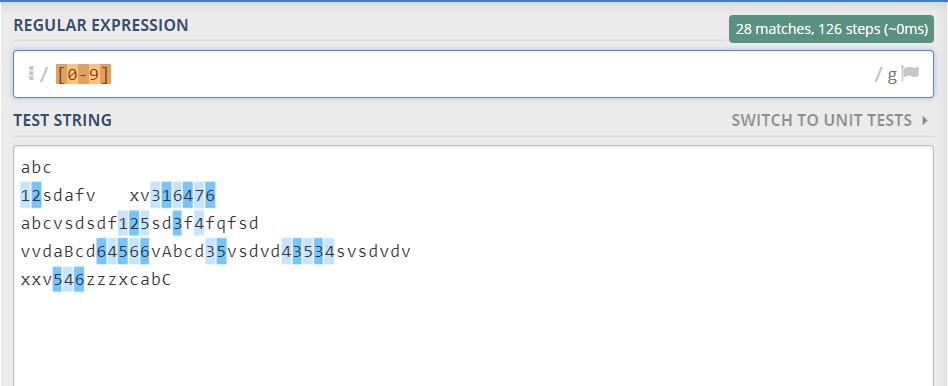 REGULAR EXPRESSION
28 matches, 126 steps (~0ms)
/ [0-9] / g
TEST STRING
SWITCH TO UNIT TESTS
abc
12sdafv   xv316476
abcvsdsdf125sd3f4fqfsd
vvdaBcd64566vAbcd35vsdvd43534svsdvdv
xxv546zzzxcabC